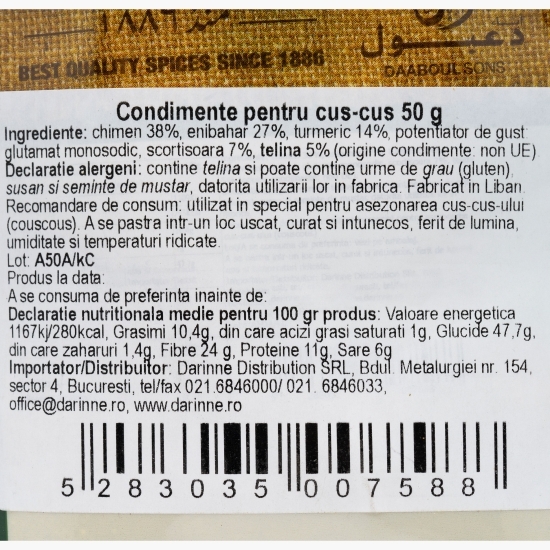 ١٨٨٦ منذ
دعبول
BEST QUALITY SPICES SINCE 1886
DAABOUL SONS
Condimente pentru cus-cus 50 g
Ingrediente: chimen 38%, enibahar 27%, turmeric 14%, potentiator de gust:
glutamat monosodic, scortisoara 7%, telina 5% (origine condimente: non UE).
Declaratie alergeni: contine telina si poate contine urme de grau (gluten),
susan si seminte de mustar, datorita utilizarii lor in fabrica. Fabricat in Liban.
Recomandare de consum: utilizat in special pentru asezonarea cus-cus-ului
(couscous). A se pastra intr-un loc uscat, curat si intunecos, ferit de lumina,
umiditate si temperaturi ridicate.
Lot: A50A/kC
Produs la data:
A se consuma de preferinta inainte de:
Declaratie nutritionala medie pentru 100 gr produs: Valoare energetica
1167kj/280kcal, Grasimi 10,4g, din care acizi grasi saturati 1g, Glucide 47,7g,
din care zaharuri 1,4g, Fibre 24 g, Proteine 11g, Sare 6g
Importator/Distribuitor: Darinne Distribution SRL, Bdul. Metalurgiei nr. 154,
sector 4, Bucuresti, tel/fax 021.6846000/ 021. 6846033,
office@darinne.ro, www.darinne.ro
5 283035 007588